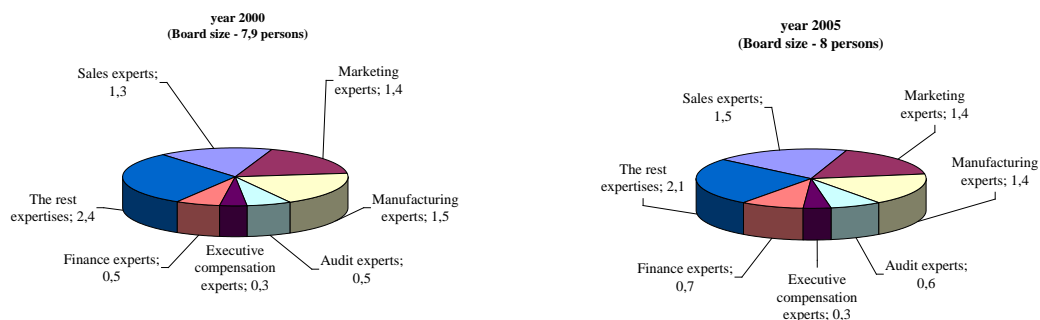 year 2000
(Board size - 7,9 persons)
Sales experts;
1,3
Marketing
experts; 1,4
The rest
expertises; 2,4
Manufacturing
experts; 1,5
Finance experts;
0,5
Executive
compensation
experts; 0,3
Audit experts;
0,5
year 2005
(Board size - 8 persons)
Sales experts;
1,5
Marketing
experts; 1,4
The rest
expertises; 2,1
Manufacturing
experts; 1,4
Finance experts;
0,7
Executive
compensation
experts; 0,3
Audit experts;
0,6